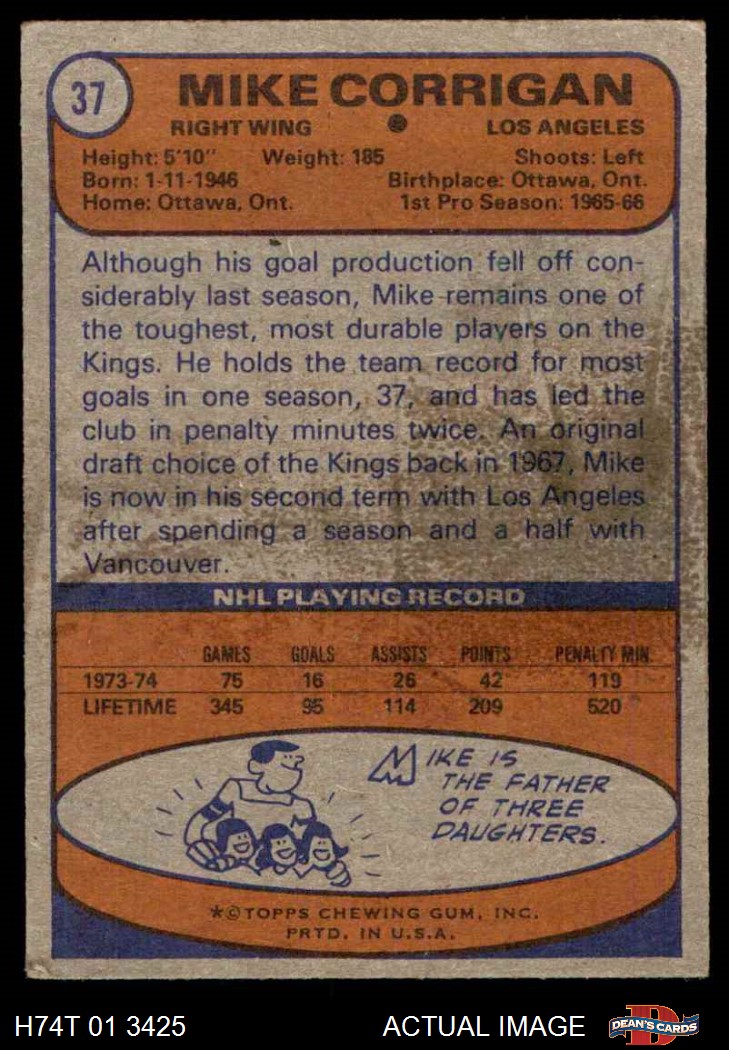 37
MIKE CORRIGAN
RIGHT WING LOS ANGELES
Height: 5'10" Weight: 185 Shoots: Left
Born: 1-11-1946 Birthplace: Ottawa, Ont.
Home: Ottawa, Ont. 1st Pro Season: 1965-66
Although his goal production fell off con-
siderably last season, Mike remains one of
the toughest, most durable players on the
Kings. He holds the team record for most
goals in one season, 37, and has led the
club in penalty minutes twice. An original
draft choice of the Kings back in 1967, Mike
is now in his second term with Los Angeles
after spending a season and a half with
Vancouver.
NHL PLAYING RECORD
GAMES GOALS ASSISTS POINTS PENALTY MIN.
1973-74 75 16 26 42 119
LIFETIME 345 95 114 209 520
MIKE IS
THE FATHER
OF THREE
DAUGHTERS.
*©TOPPS CHEWING GUM, INC.
PRTD. IN U.S.A.
H74T 01 3425 ACTUAL IMAGE DEAN'S CARDS